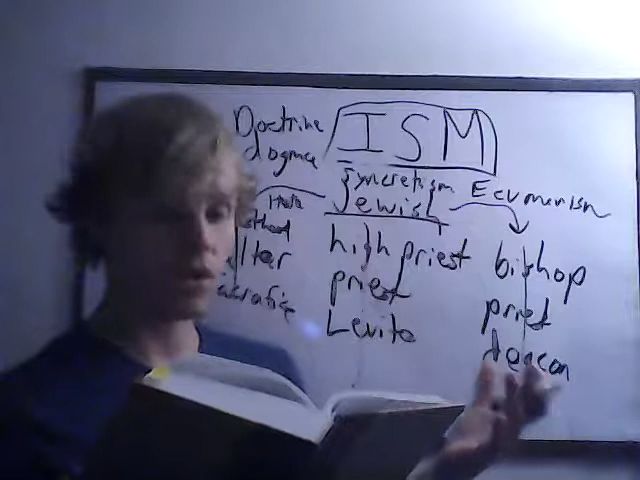 Doctrine
dogma
ISM
Syncretism
Jewish
Ecumenism
high priest
priest
Levite
bishop
priest
deacon